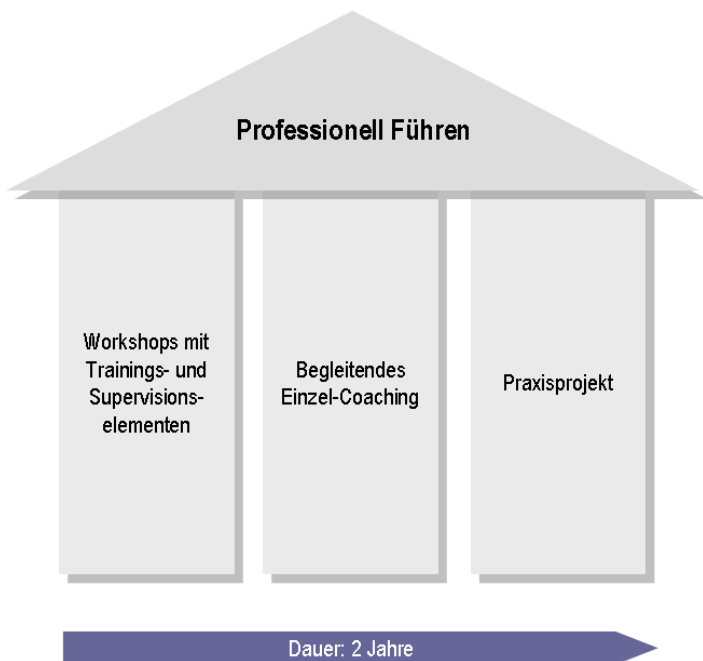 Professionell Führen
Workshops mit
Trainings- und
Supervisions-
elementen
Begleitendes
Einzel-Coaching
Praxisprojekt
Dauer: 2 Jahre